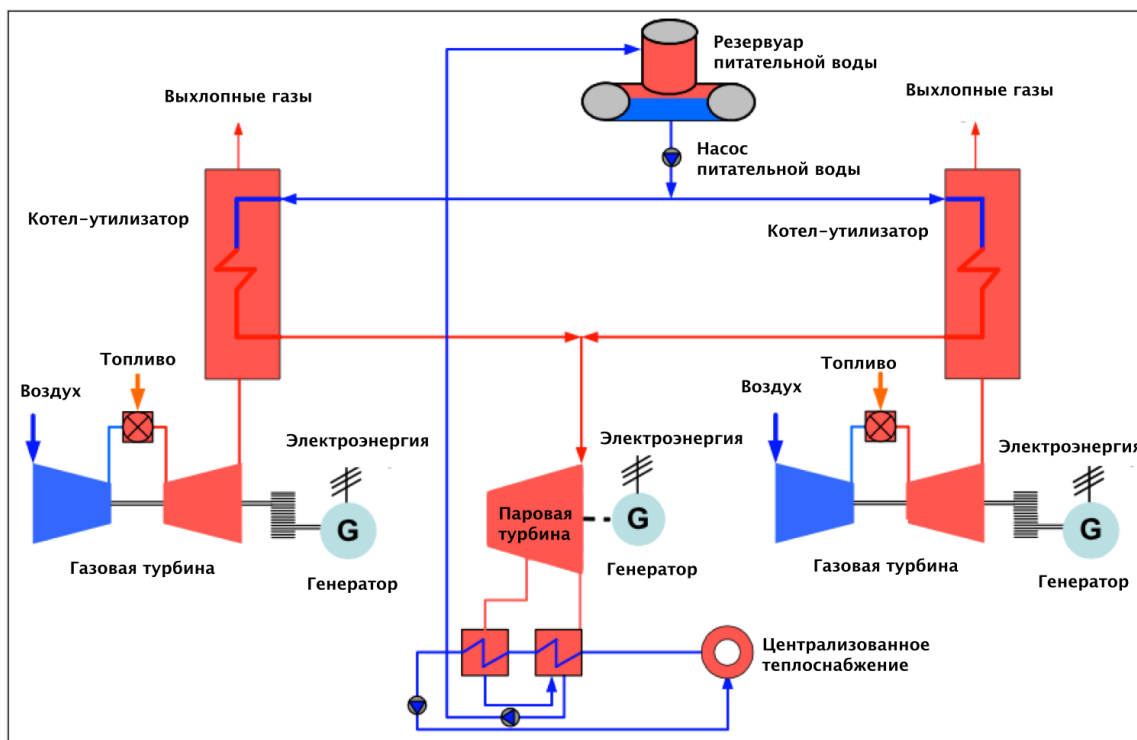 Резервуар
питательной воды
Выхлопные газы
Выхлопные газы
Насос
питательной воды
Котел-утилизатор
Котел-утилизатор
Топливо
Воздух
Топливо
Воздух
Электроэнергия
Электроэнергия
Электроэнергия
G
Паровая
турбина
G
G
Газовая турбина
Генератор
Генератор
Газовая турбина
Генератор
Централизованное
теплоснабжение